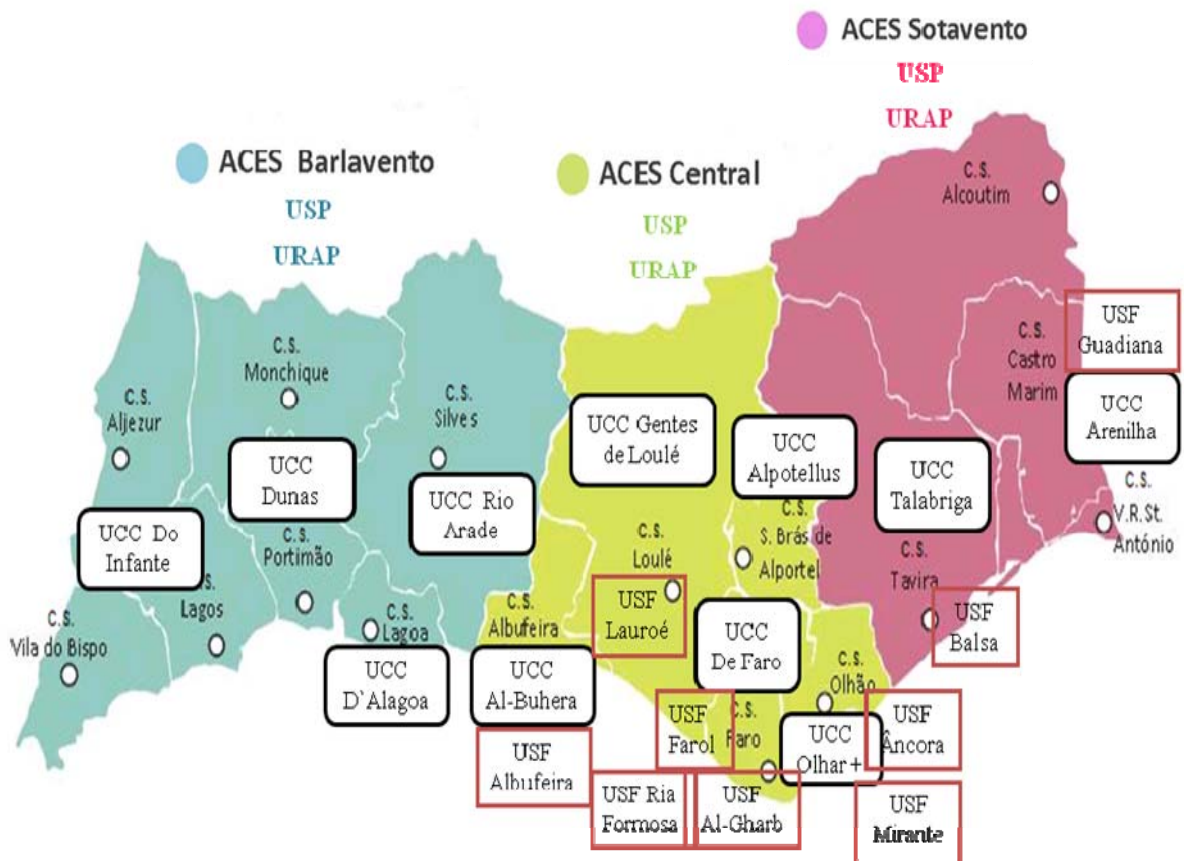 ACES Sotavento
USP
URAP
ACES Barlavento
USP
URAP
ACES Central
USP
URAP
C.S.
Alcoutim
C.S.
Monchique
C.S.
Aljezur
C.S.
Silves
C.S.
Castro
Marim
USF
Guadiana
UCC
Arenilha
UCC Gentes
de Loulé
UCC
Alpotellus
UCC
Talabriga
UCC
Dunas
UCC Rio
Arade
UCC Do
Infante
C.S.
Portimão
C.S.
Lagos
C.S.
Vila do Bispo
C.S.
Lagoa
UCC
D`Alagoa
C.S.
Albufeira
UCC
Al-Buhera
USF
Albufeira
C.S.
Loulé
USF
Lauroé
C.S.
S. Brás de
Alportel
C.S.
V.R.St.
António
C.S.
Tavira
USF
Balsa
UCC
De Faro
C.S.
Olhão
USF
Farol
C.S.
Faro
UCC
Olhar+
USF
Âncora
USF Ria
Formosa
USF
Al-Gharb
USF
Mirante